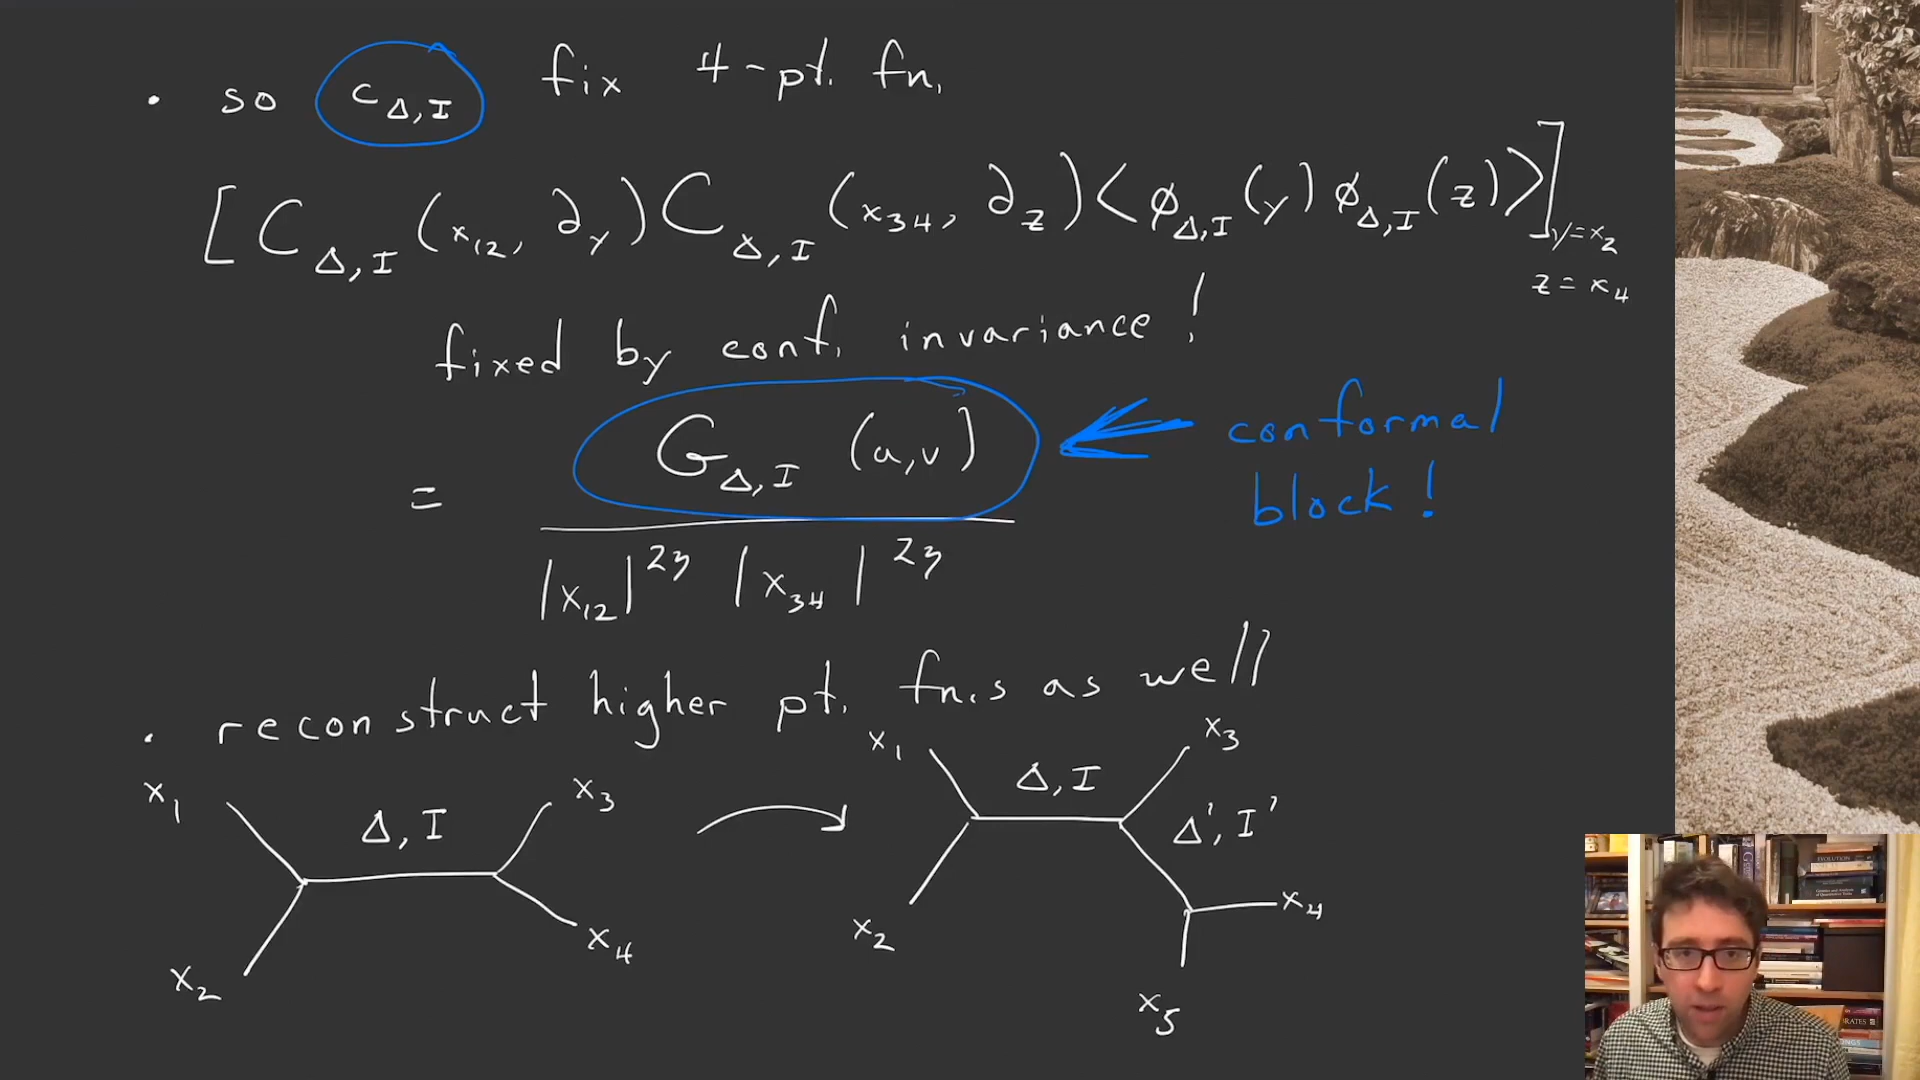 • so c_{Δ,I} fix 4-pt. fn.
[C_{Δ,I}(x_{12}, ∂_y) C_{Δ,I}(x_{34}, ∂_z) <φ_{Δ,I}(y) φ_{Δ,I}(z)>]_{y=x_2
z=x_4}
fixed by conf. invariance!
= G_{Δ,I}(u,v) ← conformal
block!
|x_{12}|^{2η} |x_{34}|^{2η}
• reconstruct higher pt. fn.s as well
x_1 Δ,I x_3
x_2 x_4
x_1 Δ,I x_3
Δ',I'
x_2 x_4
x_5
EVOLUTION